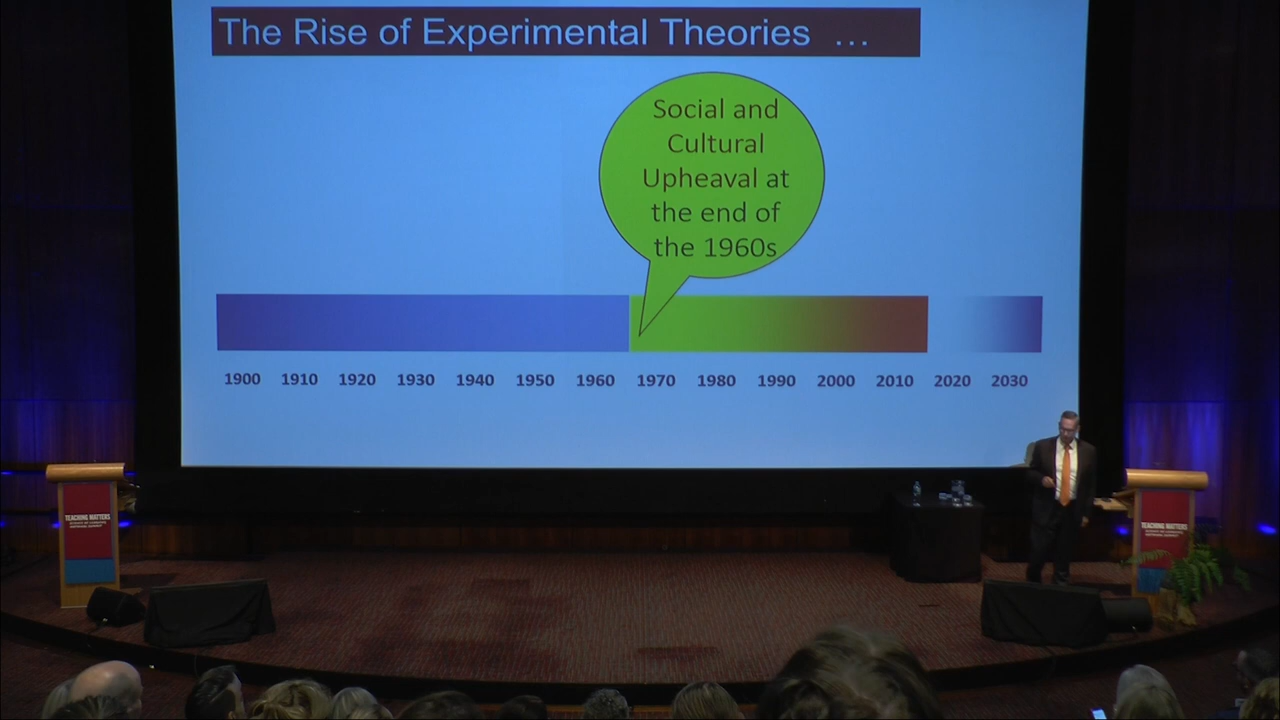 The Rise of Experimental Theories ...
Social and
Cultural
Upheaval at
the end of
the 1960s
1900 1910 1920 1930 1940 1950 1960 1970 1980 1990 2000 2010 2020 2030
TEACHING MATTERS
TEACHING MATTERS